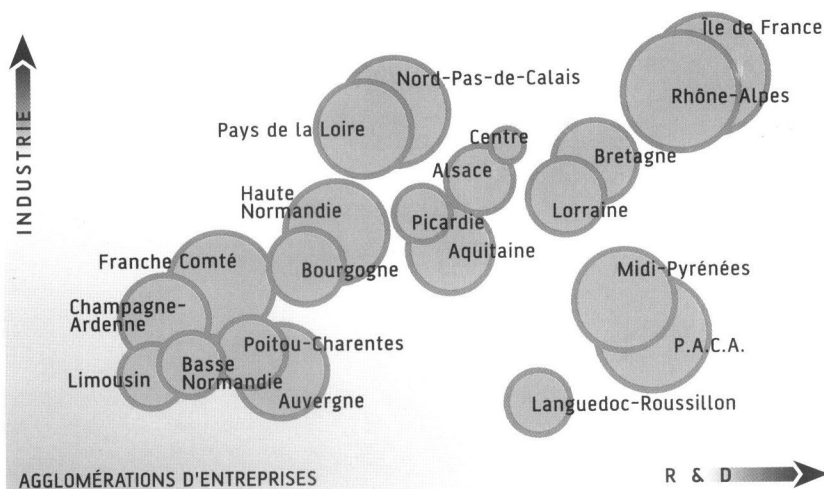 Île de France
Nord-Pas-de-Calais
Rhône-Alpes
INDUSTRIE
Pays de la Loire
Centre
Bretagne
Alsace
Haute
Normandie
Picardie
Lorraine
Aquitaine
Franche Comté
Bourgogne
Midi-Pyrénées
Champagne-
Ardenne
Poitou-Charentes
P.A.C.A.
Limousin
Basse
Normandie
Auvergne
Languedoc-Roussillon
AGGLOMÉRATIONS D'ENTREPRISES
R & D